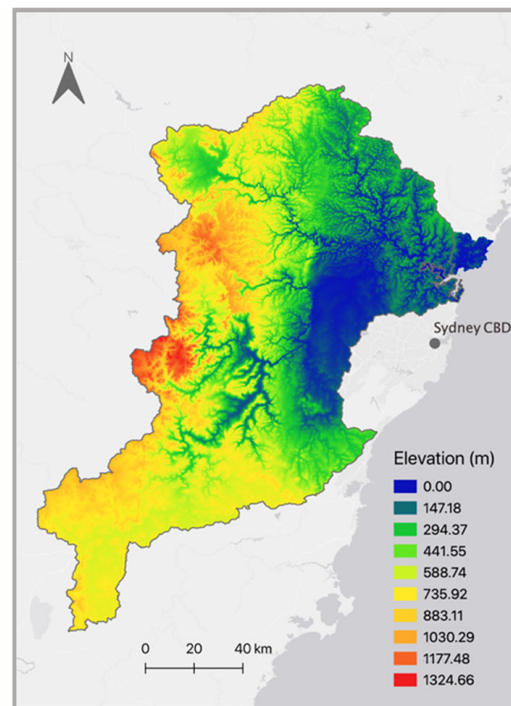 N
Sydney CBD
Elevation (m)
0.00
147.18
294.37
441.55
588.74
735.92
883.11
1030.29
1177.48
1324.66
0 20 40 km